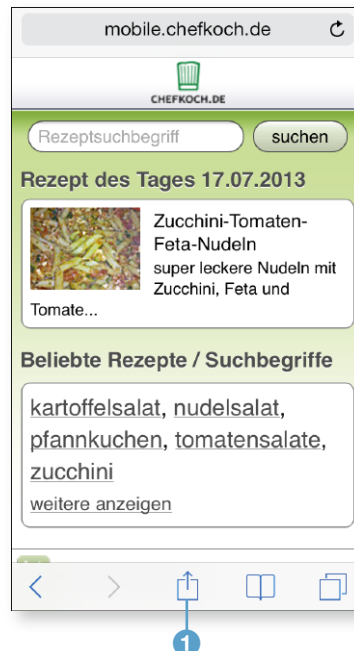 mobile.chefkoch.de
CHEFKOCH.DE
Rezeptsuchbegriff suchen
Rezept des Tages 17.07.2013
Zucchini-Tomaten-
Feta-Nudeln
super leckere Nudeln mit
Zucchini, Feta und
Tomate...
Beliebte Rezepte / Suchbegriffe
kartoffelsalat, nudelsalat,
pfannkuchen, tomatensalate,
zucchini
weitere anzeigen
1